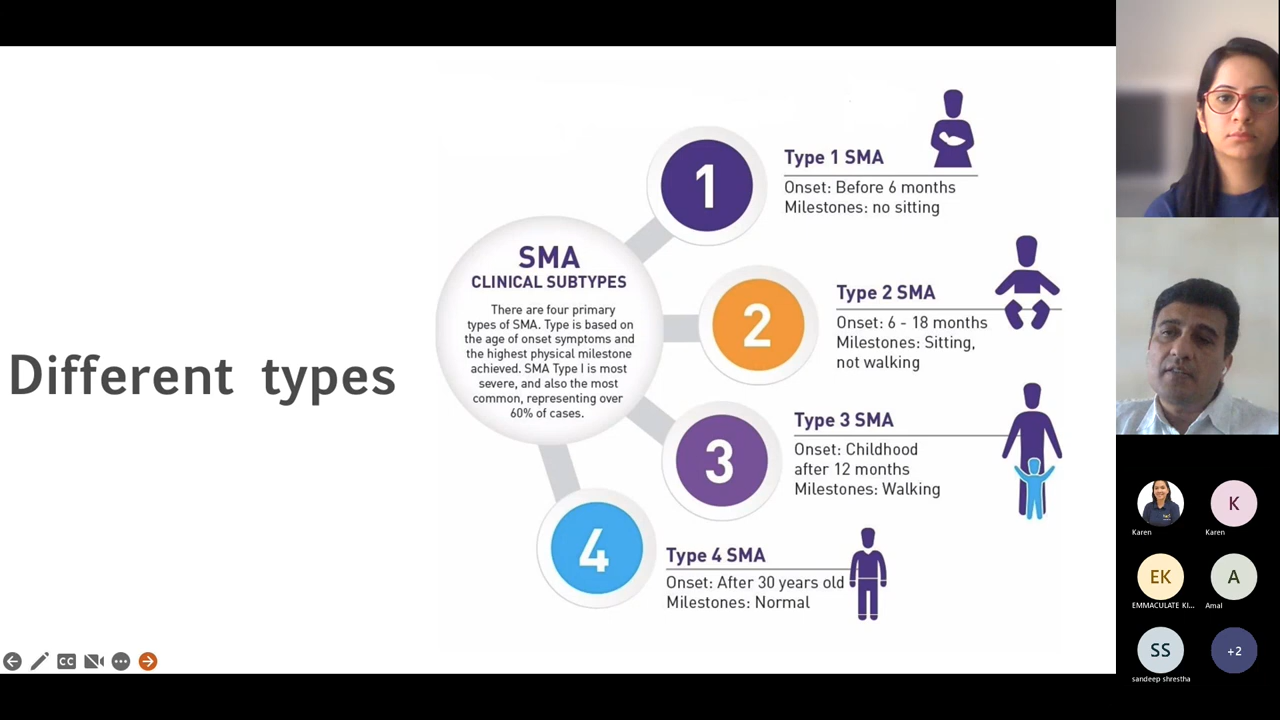 Different types
SMA
CLINICAL SUBTYPES
There are four primary
types of SMA. Type is based on
the age of onset symptoms and
the highest physical milestone
achieved. SMA Type I is most
severe, and also the most
common, representing over
60% of cases.
1
Type 1 SMA
Onset: Before 6 months
Milestones: no sitting
2
Type 2 SMA
Onset: 6 - 18 months
Milestones: Sitting,
not walking
3
Type 3 SMA
Onset: Childhood
after 12 months
Milestones: Walking
4
Type 4 SMA
Onset: After 30 years old
Milestones: Normal
CC
K
Karen
Karen
EK
A
EMMACULATE KI...
Amal
SS
+2
sandeep shrestha